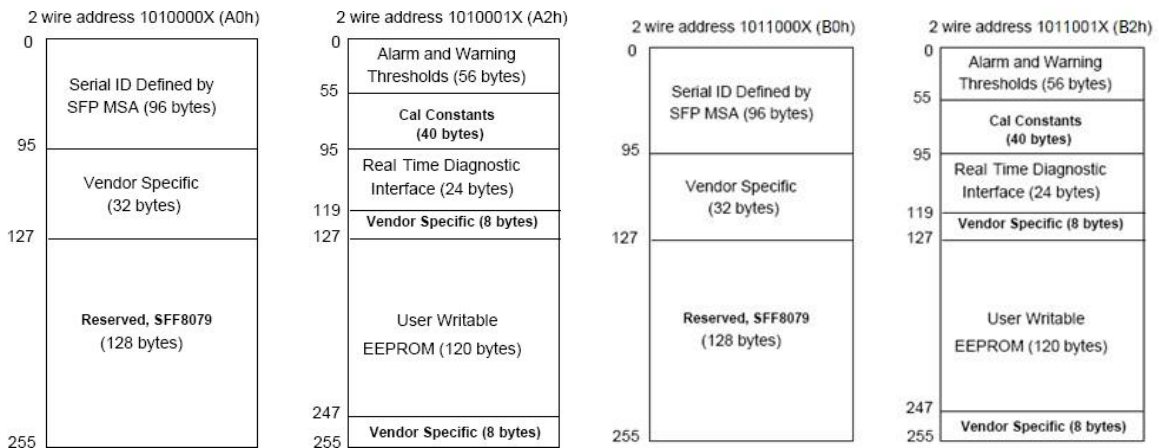 2 wire address 1010000X (A0h)
0
Serial ID Defined by
SFP MSA (96 bytes)
95
Vendor Specific
(32 bytes)
127
Reserved, SFF8079
(128 bytes)
255
2 wire address 1010001X (A2h)
0
Alarm and Warning
Thresholds (56 bytes)
55
Cal Constants
(40 bytes)
95
Real Time Diagnostic
Interface (24 bytes)
119
Vendor Specific (8 bytes)
127
User Writable
EEPROM (120 bytes)
247
Vendor Specific (8 bytes)
255
2 wire address 1011000X (B0h)
0
Serial ID Defined by
SFP MSA (96 bytes)
95
Vendor Specific
(32 bytes)
127
Reserved, SFF8079
(128 bytes)
255
2 wire address 1011001X (B2h)
0
Alarm and Warning
Thresholds (56 bytes)
55
Cal Constants
(40 bytes)
95
Real Time Diagnostic
Interface (24 bytes)
119
Vendor Specific (8 bytes)
127
User Writable
EEPROM (120 bytes)
247
Vendor Specific (8 bytes)
255